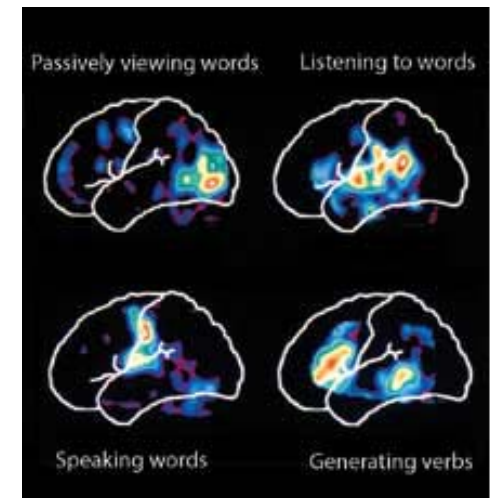 Passively viewing words
Listening to words
Speaking words
Generating verbs